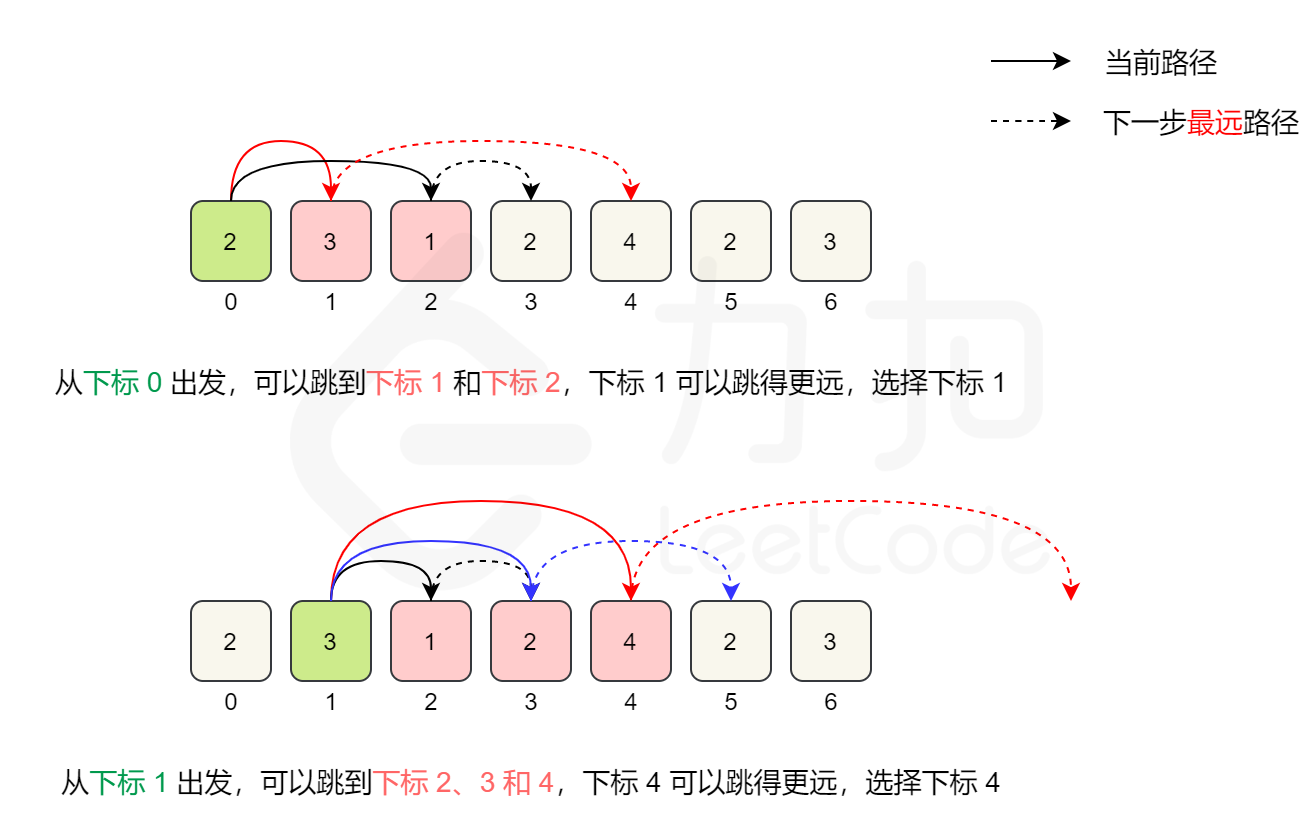 当前路径
下一步最远路径
2 3 1 2 4 2 3
0 1 2 3 4 5 6
力扣
从下标 0 出发，可以跳到下标 1 和下标 2，下标 1 可以跳得更远，选择下标 1
LeetCode
2 3 1 2 4 2 3
0 1 2 3 4 5 6
从下标 1 出发，可以跳到下标 2、3 和 4，下标 4 可以跳得更远，选择下标 4